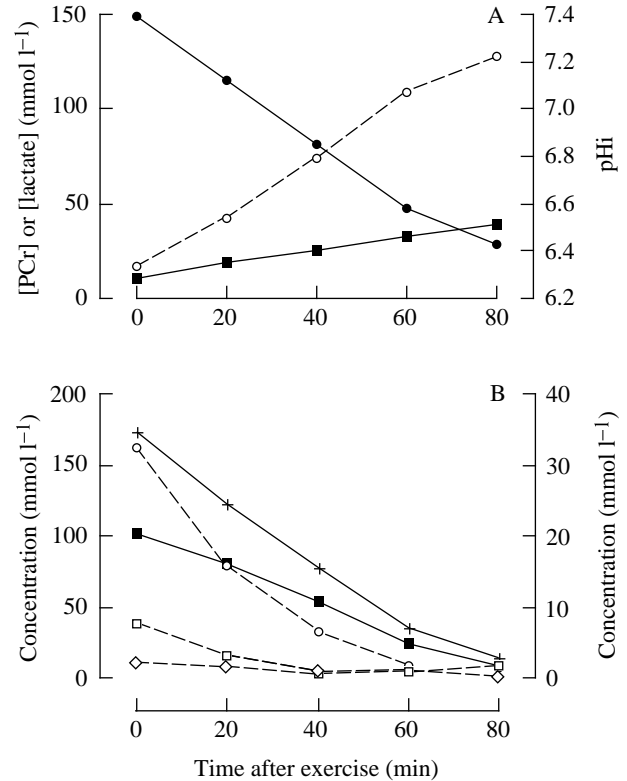 A
[PCr] or [lactate] (mmol l−1)
150
100
50
0
7.4
7.2
7.0
6.8
6.6
6.4
6.2
pHi
0 20 40 60 80
B
Concentration (mmol l−1)
200
150
100
50
0
40
30
20
10
0
Concentration (mmol l−1)
0 20 40 60 80
Time after exercise (min)